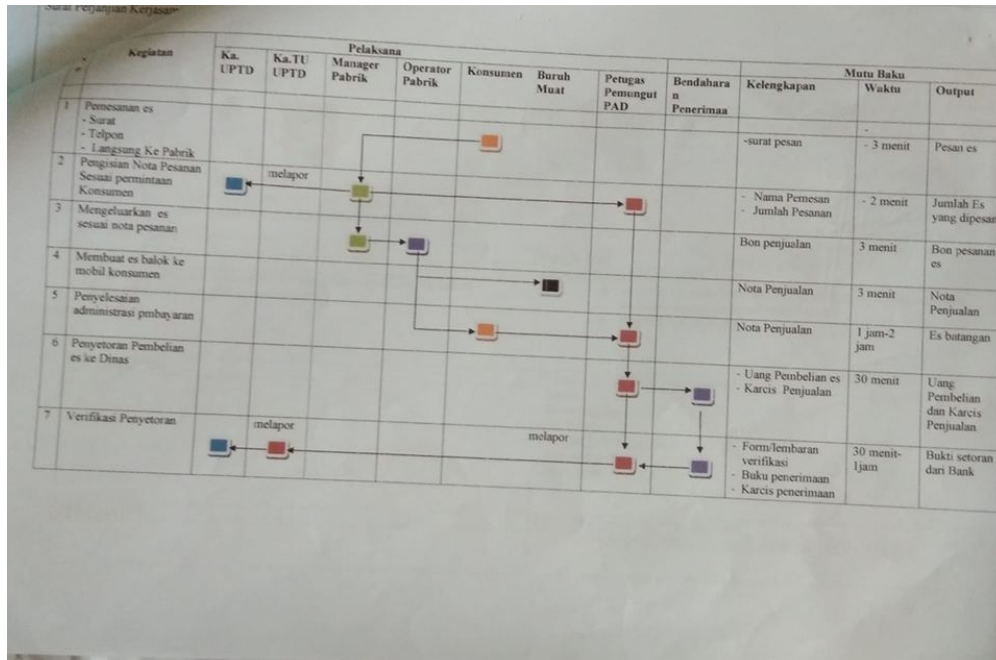 Surat Perjanjian Kerjasam
Kegiatan
Pelaksana
Mutu Baku
Ka. UPTD
Ka.TU UPTD
Manager Pabrik
Operator Pabrik
Konsumen
Buruh Muat
Petugas Pemungut PAD
Bendahara n Penerimaa
Kelengkapan
Waktu
Output
1 Pemesanan es
- Surat
- Telpon
- Langsung Ke Pabrik
-surat pesan
-
- 3 menit
Pesan es
2 Pengisian Nota Pesanan
Sesuai permintaan
Konsumen
melapor
- Nama Pemesan
- Jumlah Pesanan
- 2 menit
Jumlah Es
yang dipesan
3 Mengeluarkan es
sesuai nota pesanan
Bon penjualan
3 menit
Bon pesanan
es
4 Membuat es balok ke
mobil konsumen
Nota Penjualan
3 menit
Nota
Penjualan
5 Penyelesaian
administrasi pmbayaran
Nota Penjualan
1 jam-2
jam
Es batangan
6 Penyetoran Pembelian
es ke Dinas
- Uang Pembelian es
- Karcis Penjualan
30 menit
Uang
Pembelian
dan Karcis
Penjualan
7 Verifikasi Penyetoran
melapor
melapor
- Form/lembaran
verifikasi
- Buku penerimaan
- Karcis penerimaan
30 menit-
1jam
Bukti setoran
dari Bank